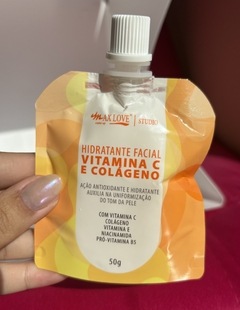 MAX LOVE STUDIO
HIDRATANTE FACIAL
VITAMINA C
E COLÁGENO
AÇÃO ANTIOXIDANTE E HIDRATANTE
AUXILIA NA UNIFORMIZAÇÃO
DO TOM DA PELE
COM VITAMINA C
COLÁGENO
VITAMINA E
NIACINAMIDA
PRÓ-VITAMINA B5
50g